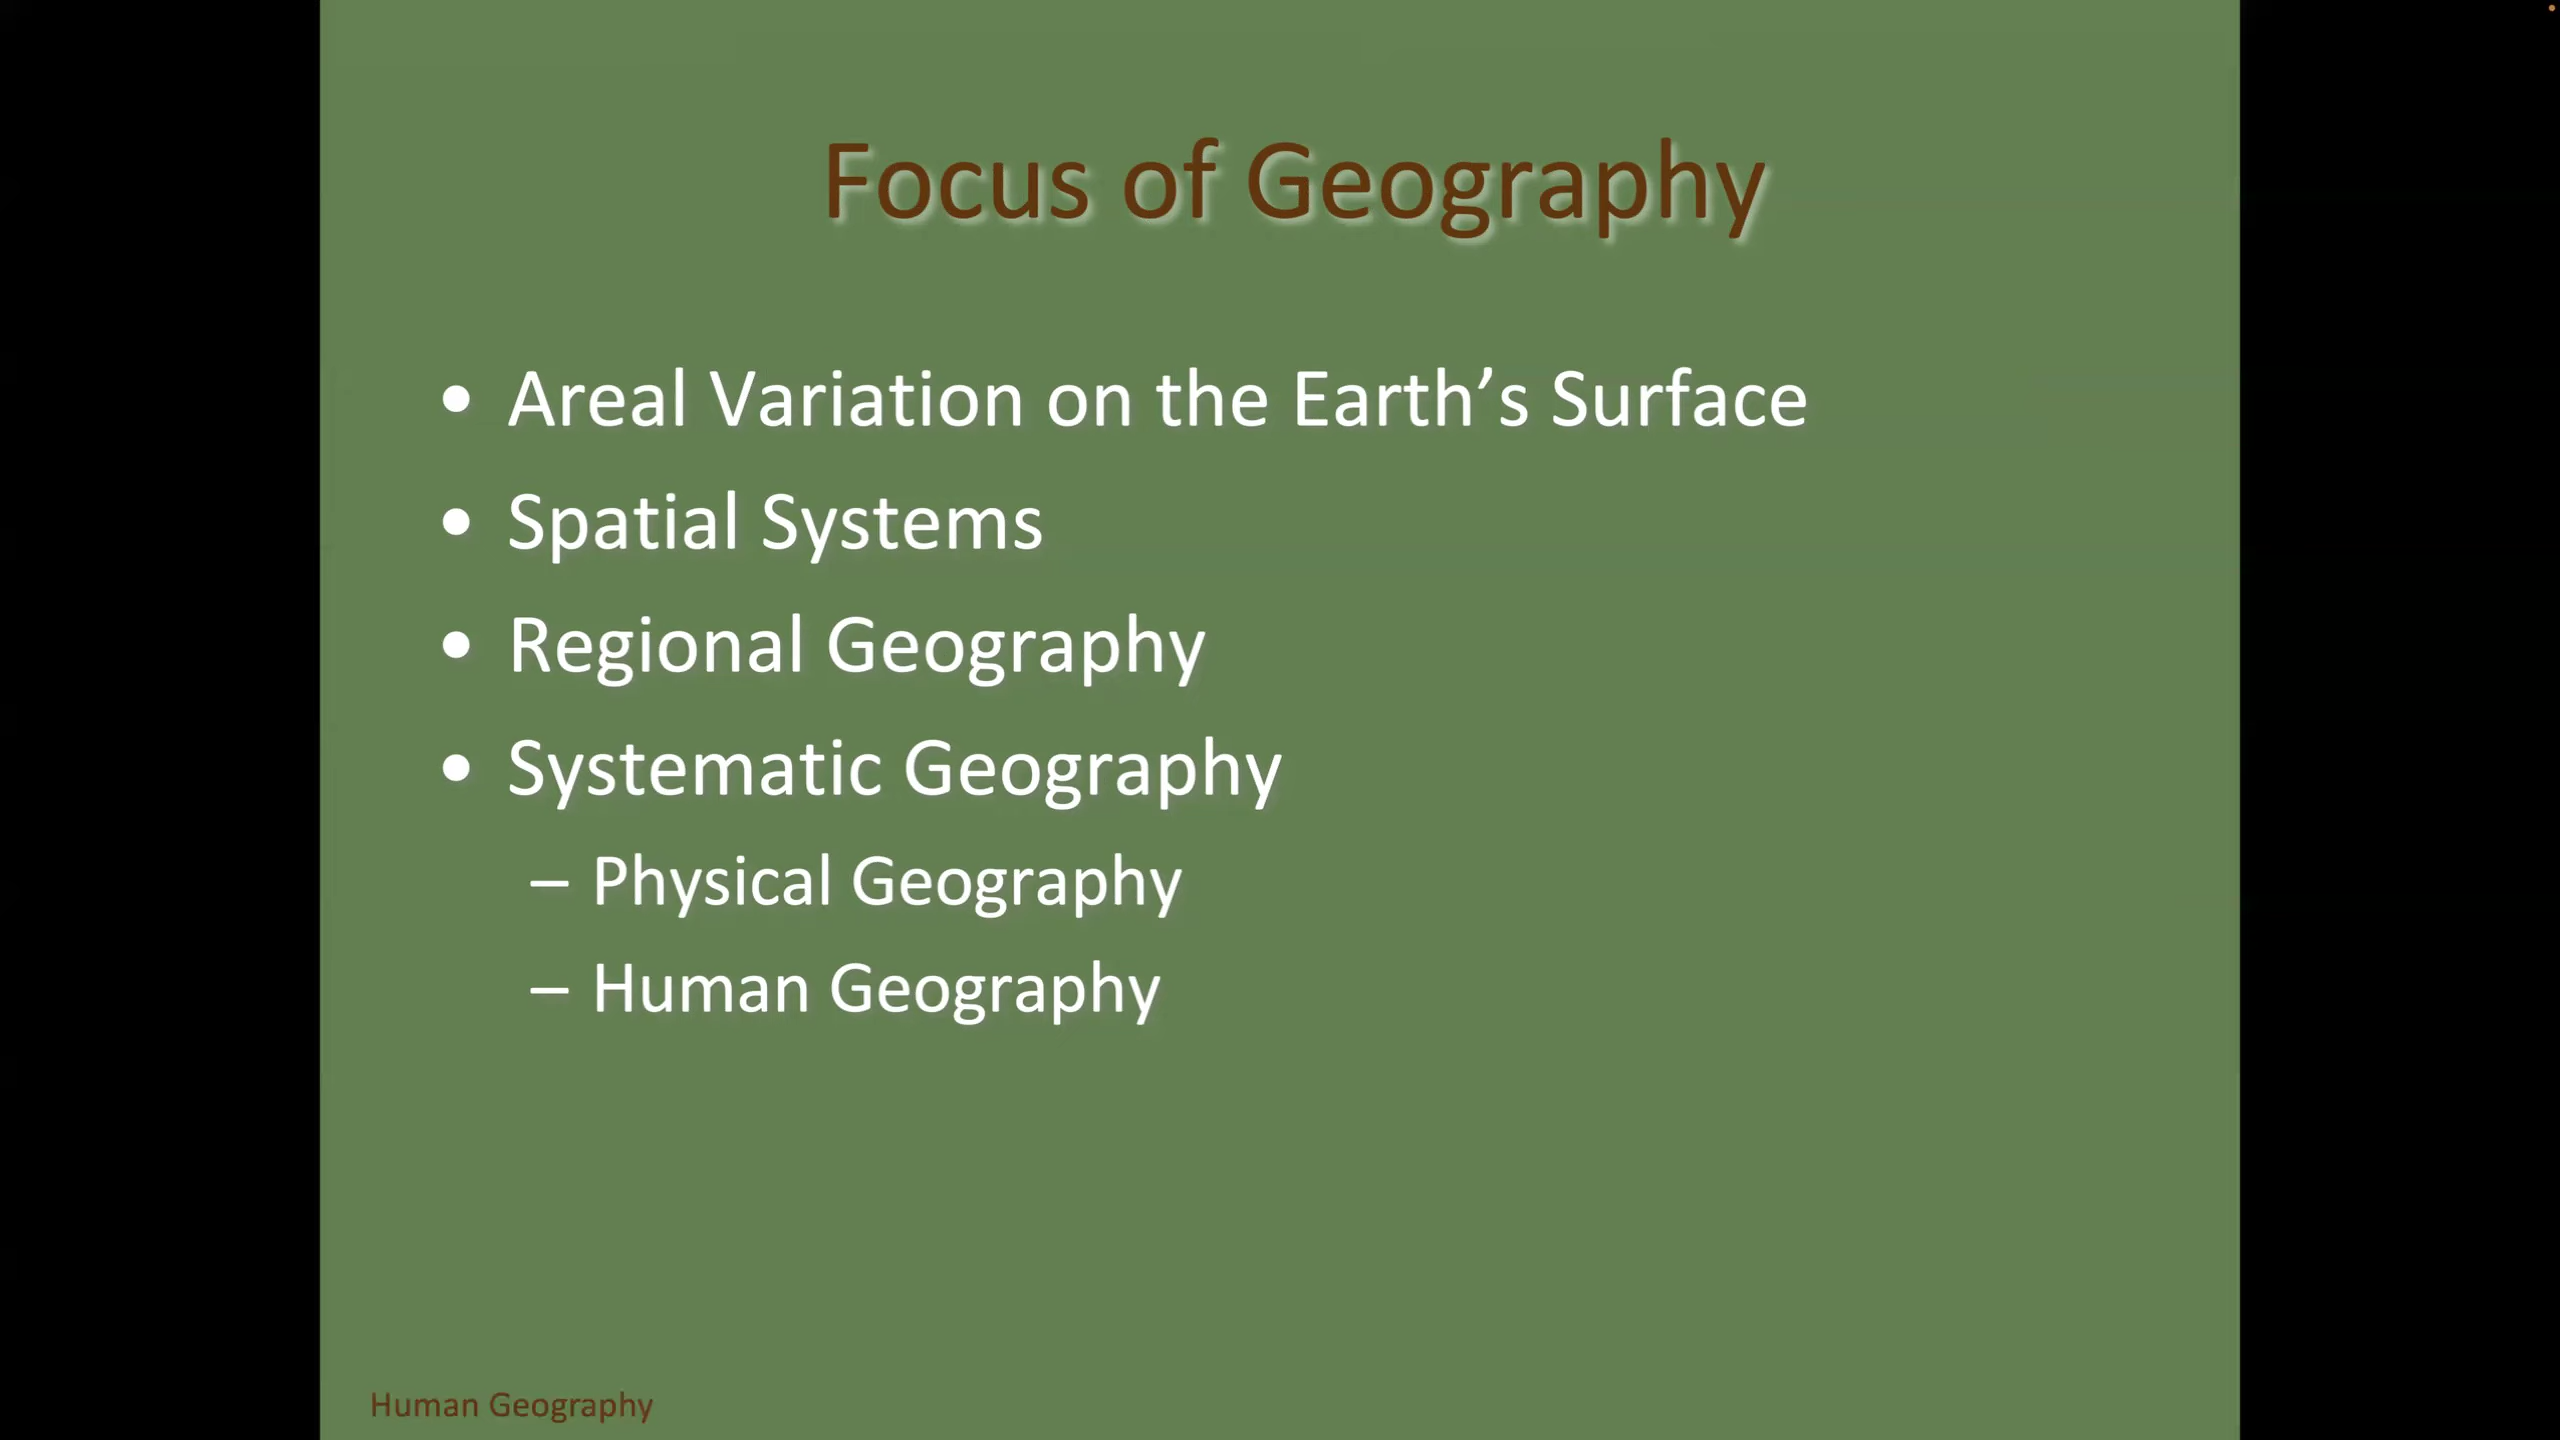 Focus of Geography
• Areal Variation on the Earth’s Surface
• Spatial Systems
• Regional Geography
• Systematic Geography
– Physical Geography
– Human Geography
Human Geography